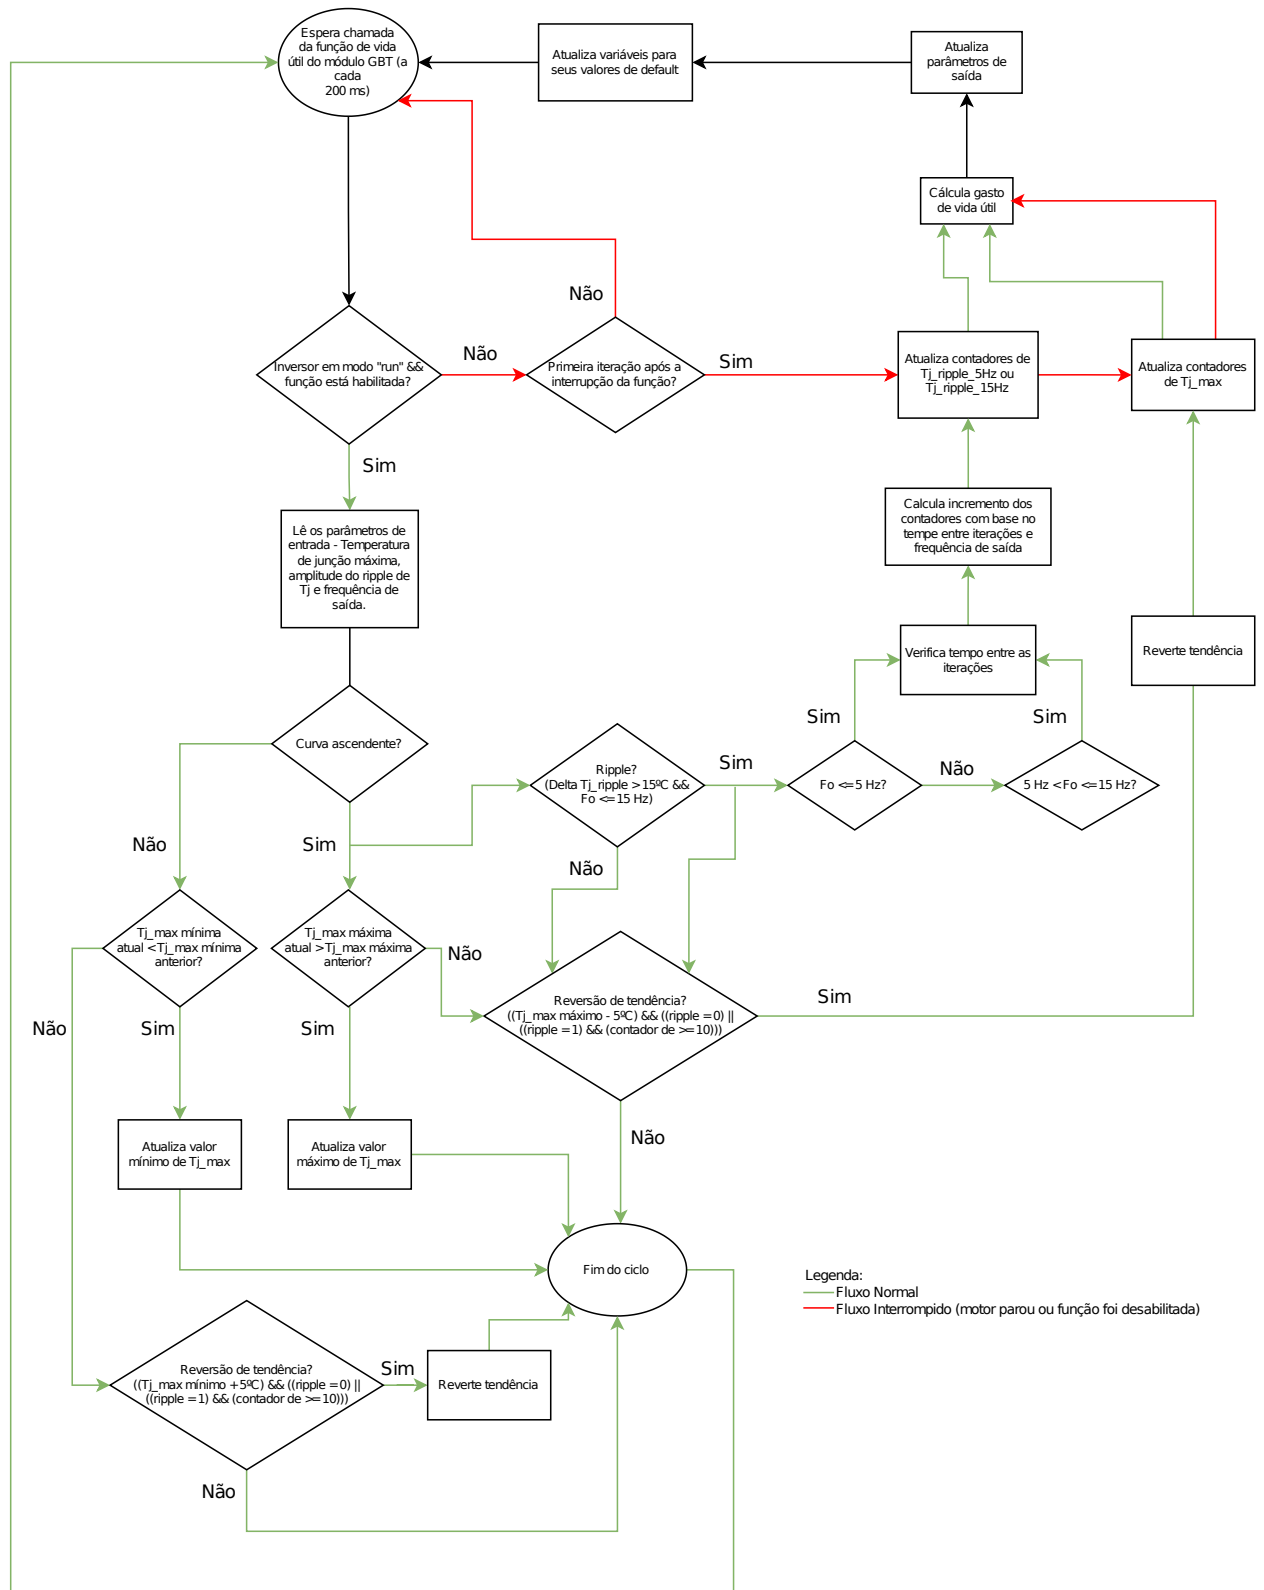 Espera chamada
da função de vida
útil do módulo GBT (a
cada
200 ms)
Atualiza variáveis para
seus valores de default
Atualiza
parâmetros de
saída
Cálcula gasto
de vida útil
Não
Inversor em modo "run" &&
função está habilitada?
Não
Primeira iteração após a
interrupção da função?
Sim
Atualiza contadores de
Tj_ripple_5Hz ou
Tj_ripple_15Hz
Atualiza contadores
de Tj_max
Sim
Lê os parâmetros de
entrada - Temperatura
de junção máxima,
amplitude do ripple de
Tj e frequência de
saída.
Calcula incremento dos
contadores com base no
tempe entre iterações e
frequência de saída
Verifica tempo entre as
iterações
Reverte tendência
Curva ascendente?
Sim
Sim
Ripple?
(Delta Tj_ripple >15ºC &&
Fo <=15 Hz)
Sim
Fo <=5 Hz?
Não
5 Hz <Fo <=15 Hz?
Não
Sim
Não
Tj_max mínima
atual <Tj_max mínima
anterior?
Tj_max máxima
atual >Tj_max máxima
anterior?
Não
Reversão de tendência?
((Tj_max máximo - 5ºC) && ((ripple =0) ||
((ripple =1) && (contador de >=10)))
Sim
Não
Sim
Sim
Atualiza valor
mínimo de Tj_max
Atualiza valor
máximo de Tj_max
Não
Fim do ciclo
Legenda:
Fluxo Normal
Fluxo Interrompido (motor parou ou função foi desabilitada)
Reversão de tendência?
((Tj_max mínimo +5ºC) && ((ripple =0) ||
((ripple =1) && (contador de >=10)))
Sim
Reverte tendência
Não